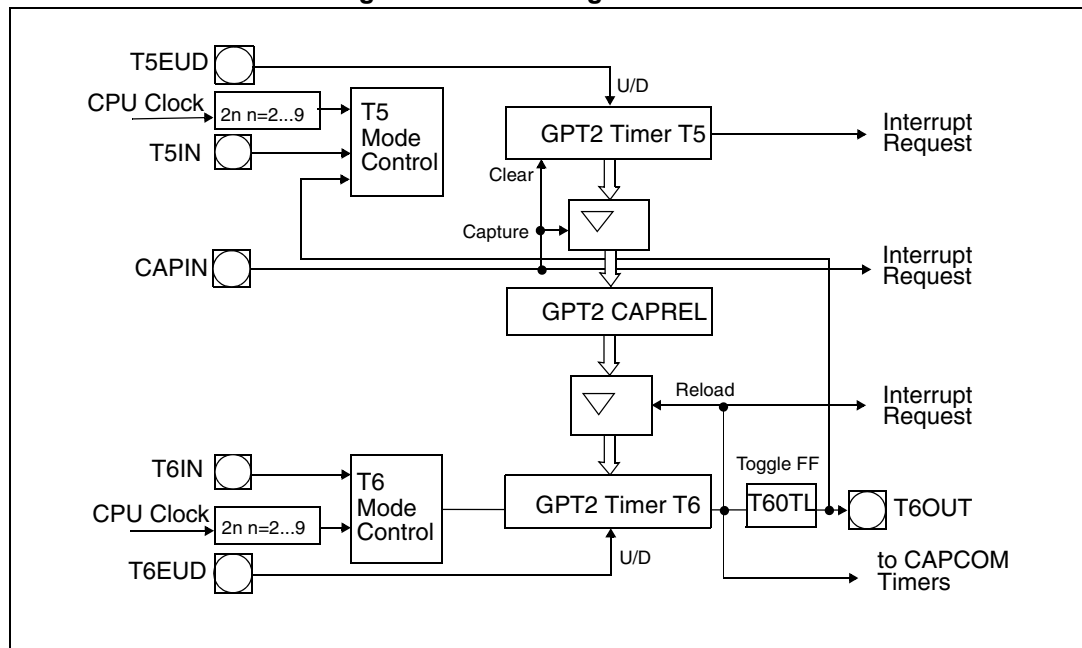 T5EUD
U/D
CPU Clock
2n n=2...9
T5
Mode
Control
GPT2 Timer T5
Interrupt
Request
T5IN
Clear
Capture
CAPIN
Interrupt
Request
GPT2 CAPREL
Reload
Interrupt
Request
T6IN
T6
Mode
Control
Toggle FF
GPT2 Timer T6
T60TL
T6OUT
CPU Clock
2n n=2...9
T6EUD
U/D
to CAPCOM
Timers